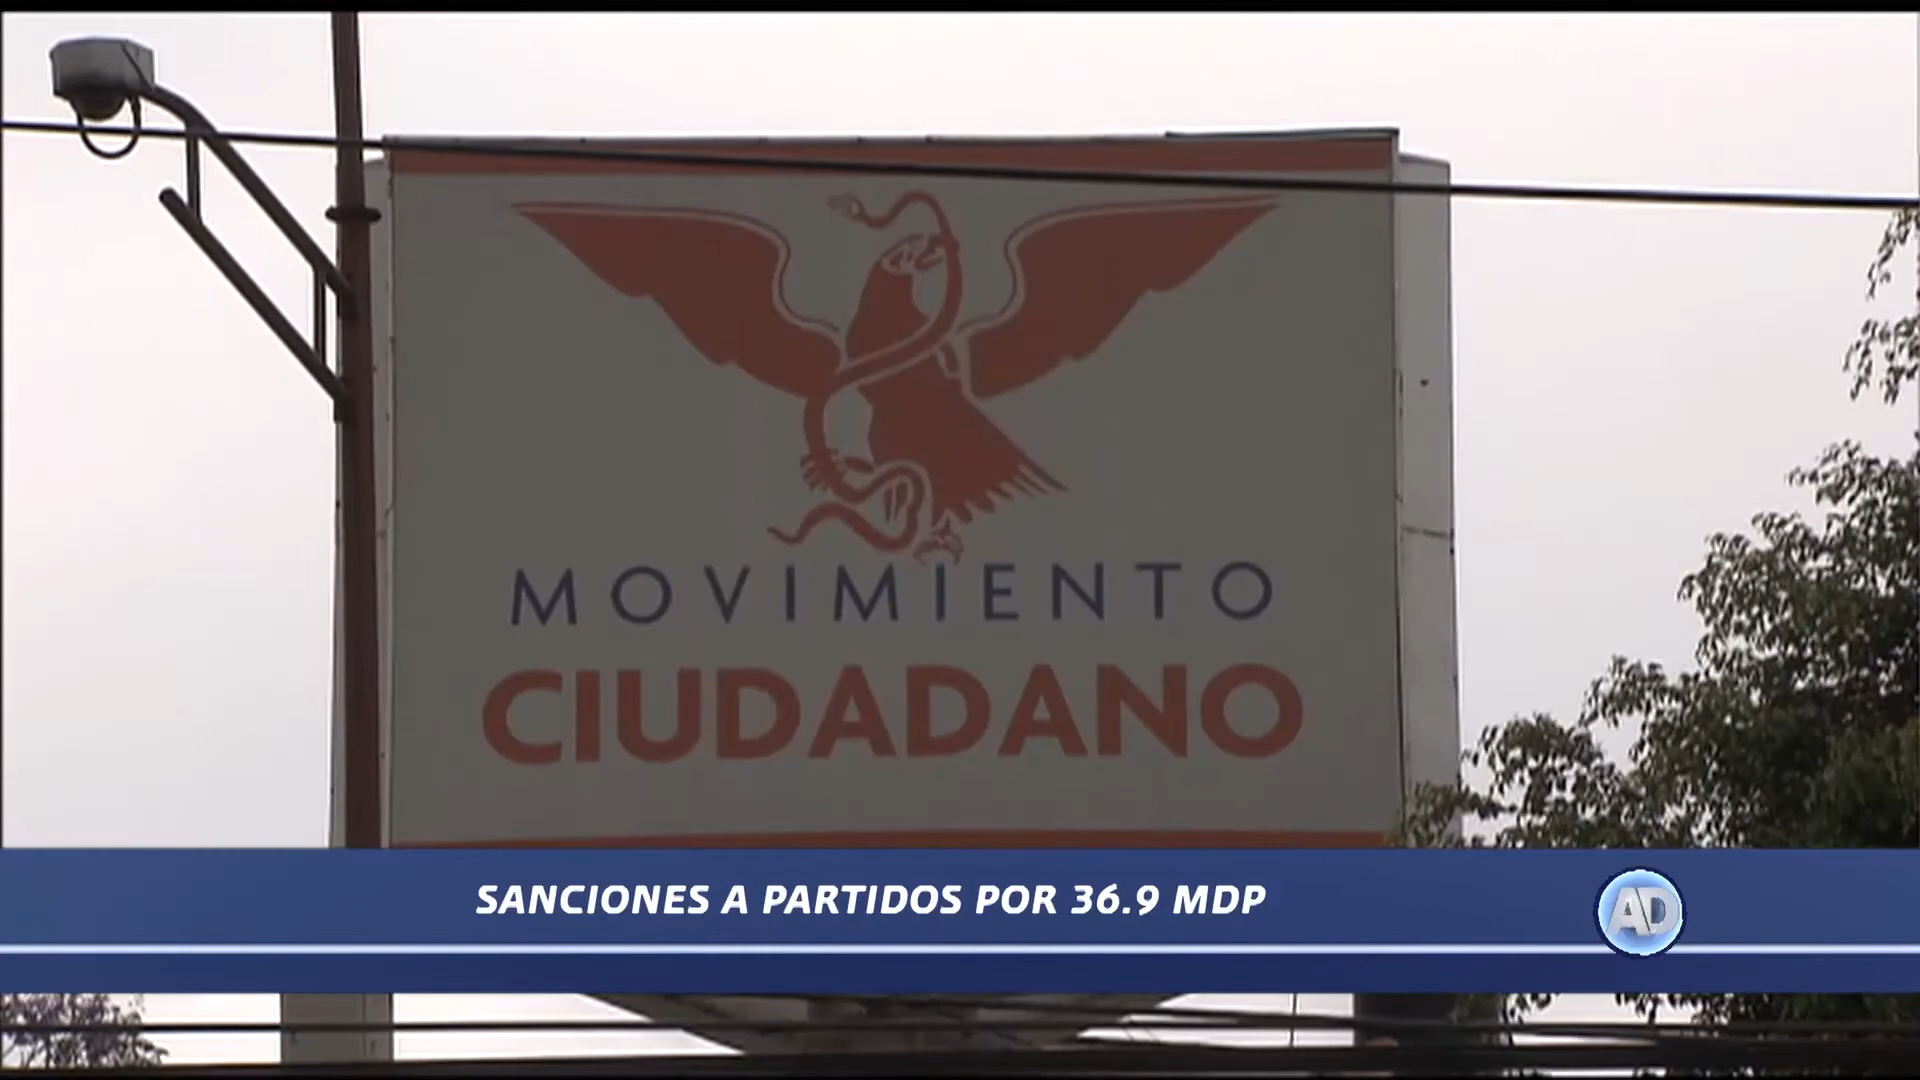 MOVIMIENTO
CIUDADANO
SANCIONES A PARTIDOS POR 36.9 MDP
AD